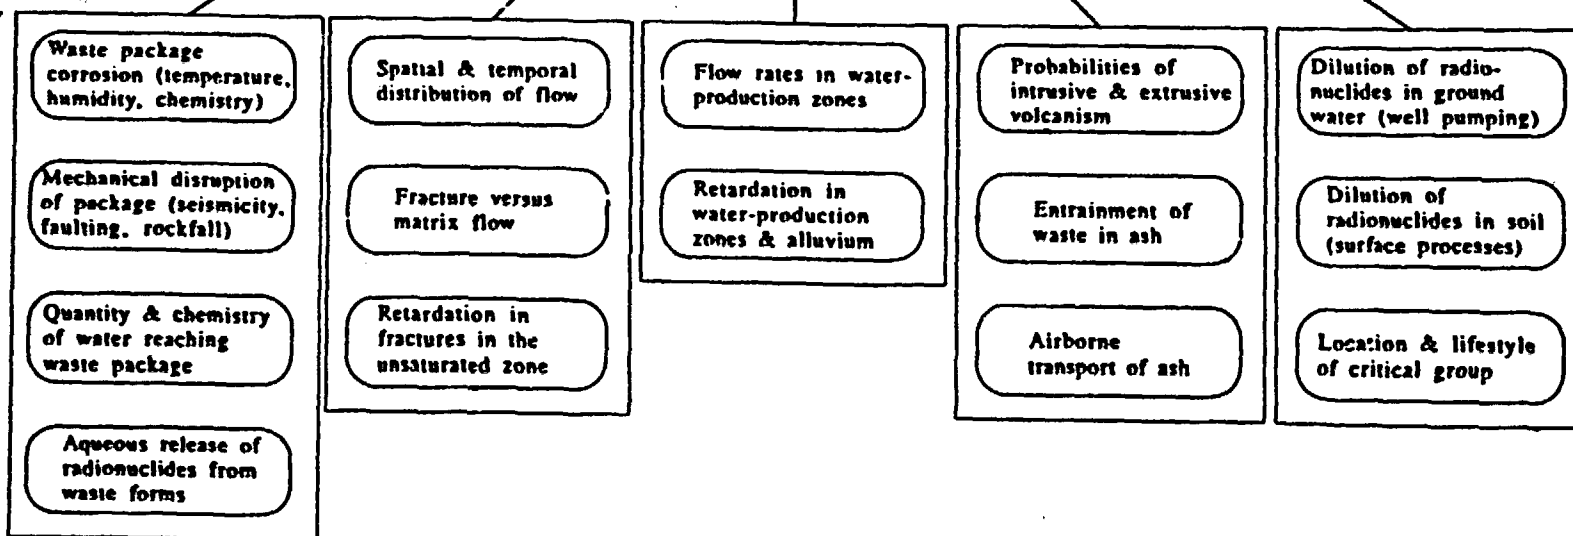 Waste package
corrosion (temperature,
humidity, chemistry)
Mechanical disruption
of package (seismicity,
faulting, rockfall)
Quantity & chemistry
of water reaching
waste package
Aqueous release of
radionuclides from
waste forms
Spatial & temporal
distribution of flow
Fracture versus
matrix flow
Retardation in
fractures in the
unsaturated zone
Flow rates in water-
production zones
Retardation in
water-production
zones & alluvium
Probabilities of
intrusive & extrusive
volcanism
Entrainment of
waste in ash
Airborne
transport of ash
Dilution of radio-
nuclides in ground
water (well pumping)
Dilution of
radionuclides in soil
(surface processes)
Location & lifestyle
of critical group